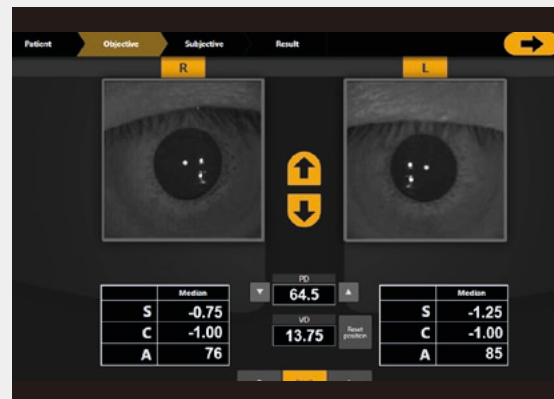 Patient Objective Subjective Result
R L
PD
64.5
VD
13.75
Reset
position
Median
S -0.75
C -1.00
A 76
Median
S -1.25
C -1.00
A 85